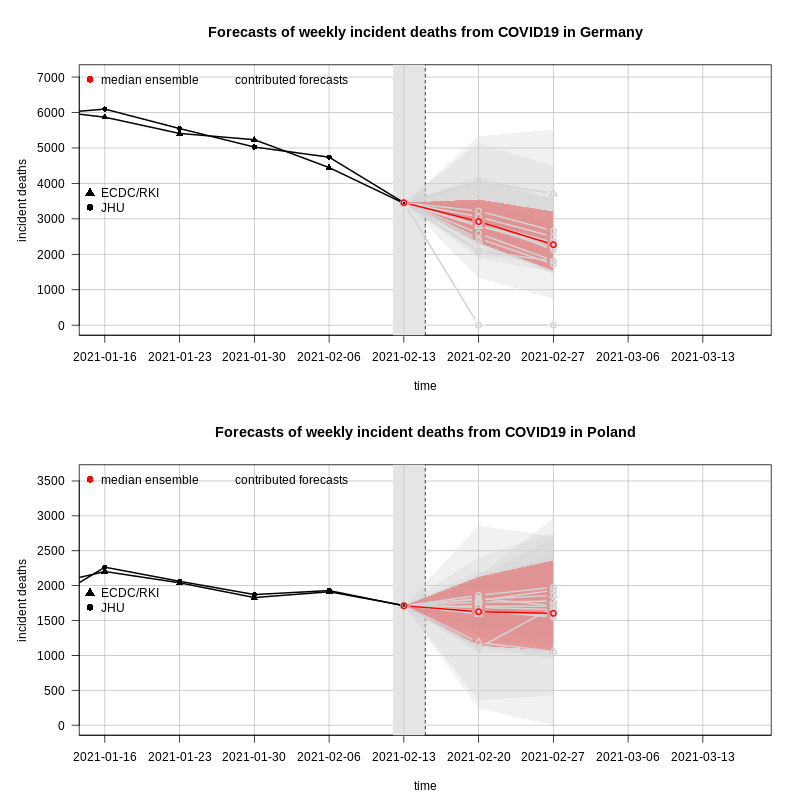 Forecasts of weekly incident deaths from COVID19 in Germany
median ensemble contributed forecasts
7000
6000
5000
4000
3000
2000
1000
0
incident deaths
ECDC/RKI
JHU
2021-01-16 2021-01-23 2021-01-30 2021-02-06 2021-02-13 2021-02-20 2021-02-27 2021-03-06 2021-03-13
time
Forecasts of weekly incident deaths from COVID19 in Poland
median ensemble contributed forecasts
3500
3000
2500
2000
1500
1000
500
0
incident deaths
ECDC/RKI
JHU
2021-01-16 2021-01-23 2021-01-30 2021-02-06 2021-02-13 2021-02-20 2021-02-27 2021-03-06 2021-03-13
time